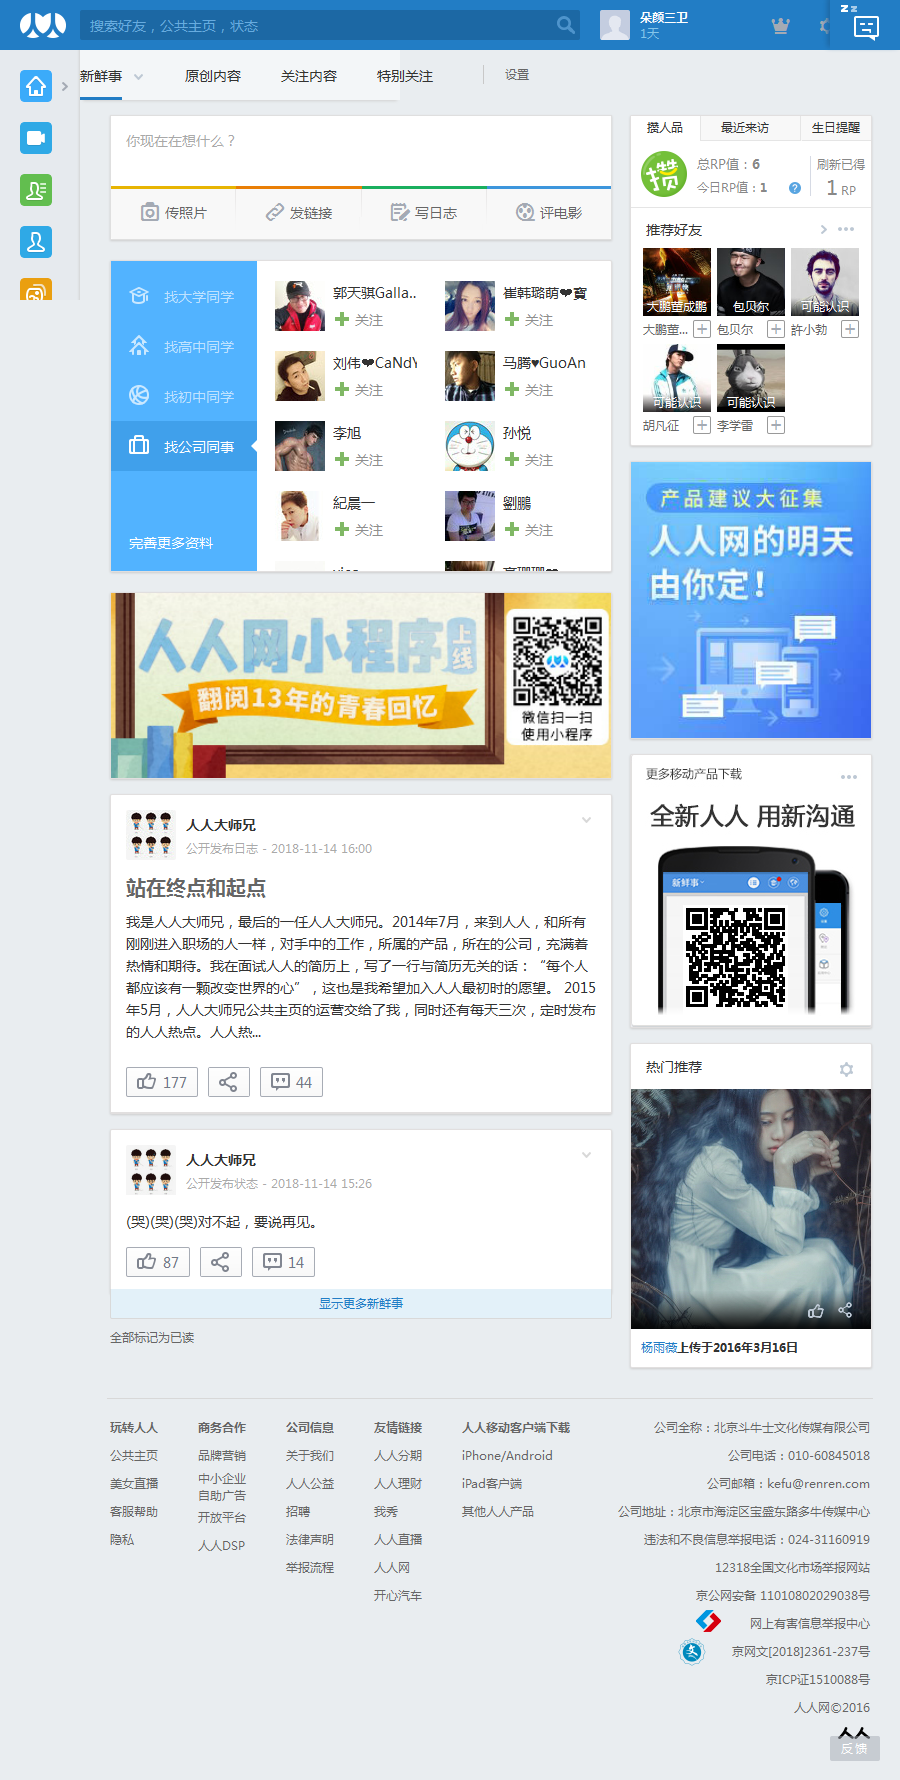 搜索好友，公共主页，状态
朵颜三卫
1天
新鲜事
原创内容
关注内容
特别关注
设置
你现在在想什么？
传照片
发链接
写日志
评电影
攒人品
最近来访
生日提醒
攒
总RP值：6
今日RP值：1
刷新已得
1 RP
推荐好友
大鹏董成鹏
包贝尔
可能认识
大鹏董...
包贝尔
許小勃
可能认识
可能认识
胡凡征
李学雷
找大学同学
找高中同学
找初中同学
找公司同事
完善更多资料
郭天骐Galla..
关注
崔韩璐萌❤寶
关注
刘伟❤CaNdY
关注
马腾♥GuoAn
关注
李旭
关注
孙悦
关注
紀晨一
关注
劉鵬
关注
产品建议大征集
人人网的明天
由你定！
人人网小程序
上线
翻阅13年的青春回忆
微信扫一扫
使用小程序
更多移动产品下载
全新人人 用新沟通
新鲜事
人人大师兄
公开发布日志 - 2018-11-14 16:00
站在终点和起点
我是人人大师兄，最后的一任人人大师兄。2014年7月，来到人人，和所有
刚刚进入职场的人一样，对手中的工作，所属的产品，所在的公司，充满着
热情和期待。我在面试人人的简历上，写了一行与简历无关的话：“每个人
都应该有一颗改变世界的心”，这也是我希望加入人人最初时的愿望。 2015
年5月，人人大师兄公共主页的运营交给了我，同时还有每天三次，定时发布
的人人热点。人人热...
177
44
热门推荐
杨雨薇上传于2016年3月16日
人人大师兄
公开发布状态 - 2018-11-14 15:26
(哭)(哭)(哭)对不起，要说再见。
87
14
显示更多新鲜事
全部标记为已读
玩转人人
公共主页
美女直播
客服帮助
隐私
商务合作
品牌营销
中小企业
自助广告
开放平台
人人DSP
公司信息
关于我们
人人公益
招聘
法律声明
举报流程
友情链接
人人分期
人人理财
我秀
人人直播
人人网
开心汽车
人人移动客户端下载
iPhone/Android
iPad客户端
其他人人产品
公司全称：北京斗牛士文化传媒有限公司
公司电话：010-60845018
公司邮箱：kefu@renren.com
公司地址：北京市海淀区宝盛东路多牛传媒中心
违法和不良信息举报电话：024-31160919
12318全国文化市场举报网站
京公网安备 11010802029038号
网上有害信息举报中心
京网文[2018]2361-237号
京ICP证1510088号
人人网©2016
反馈